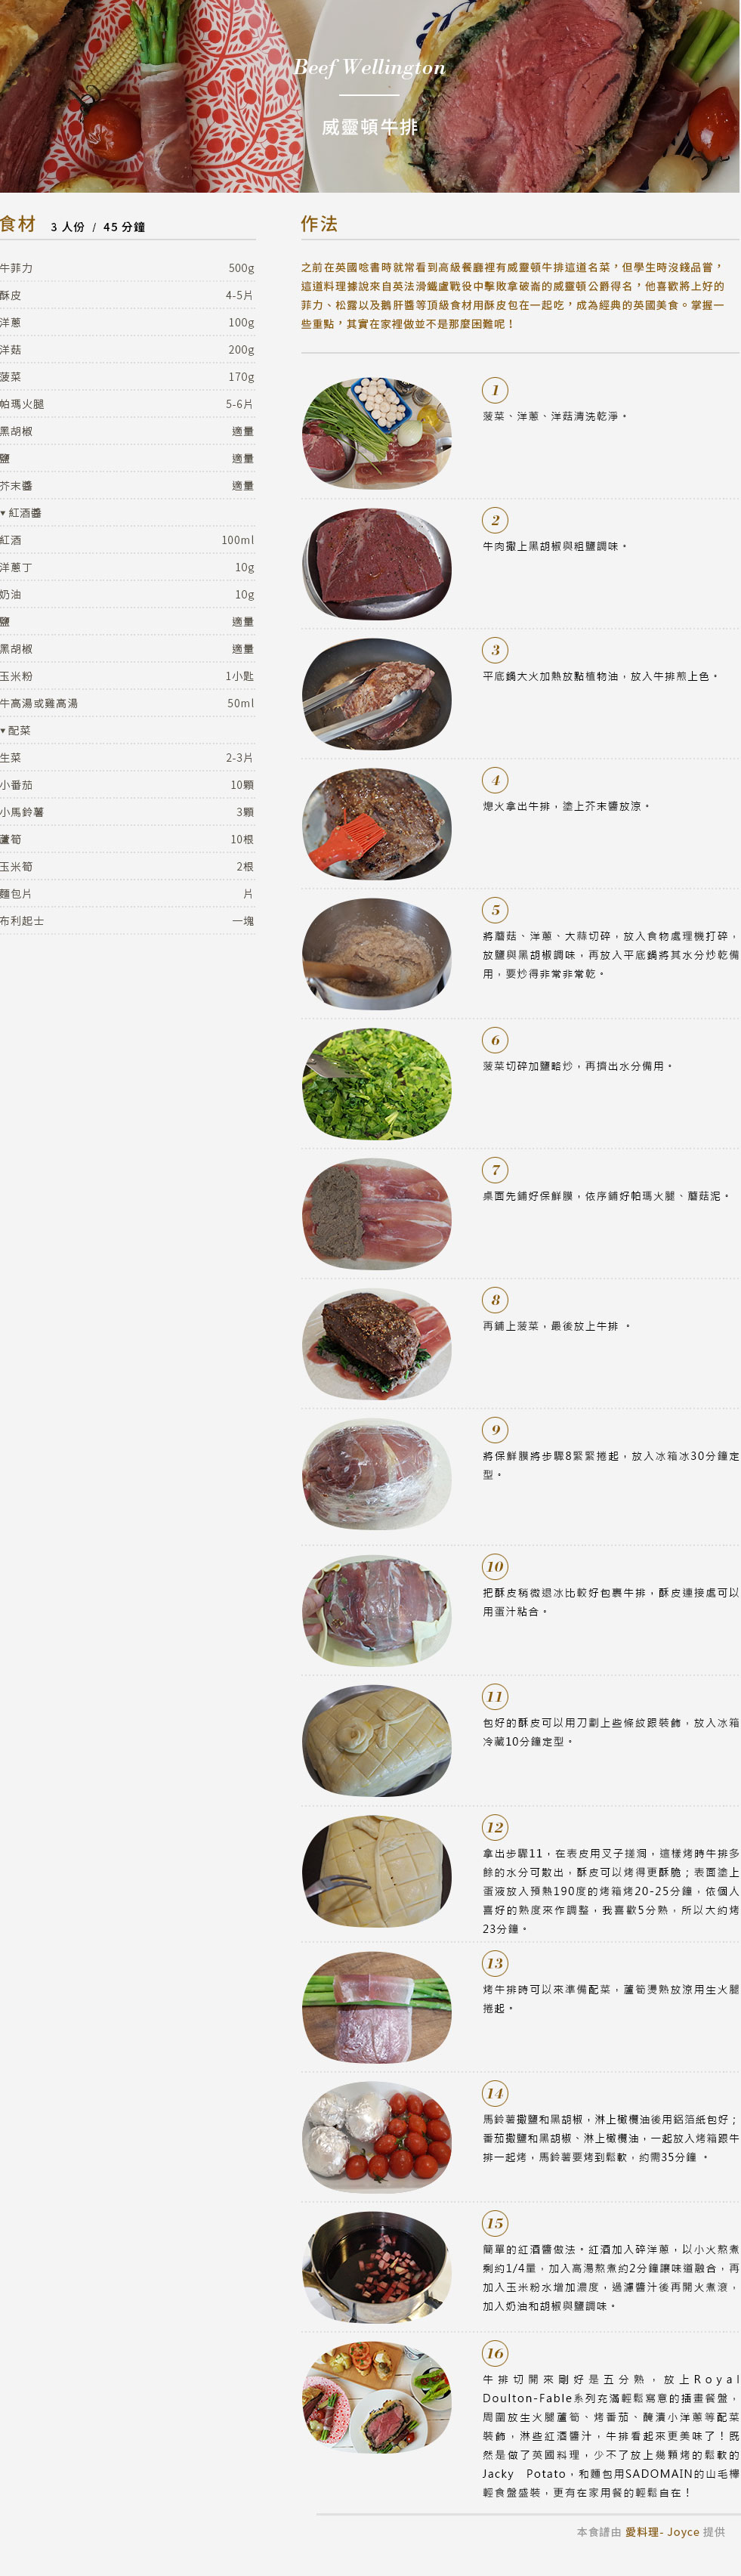 Beef Wellington
威靈頓牛排
食材 3 人份 / 45 分鐘
牛菲力 500g
酥皮 4-5片
洋蔥 100g
洋菇 200g
菠菜 170g
帕瑪火腿 5-6片
黑胡椒 適量
鹽 適量
芥末醬 適量
▼紅酒醬
紅酒 100ml
洋蔥丁 10g
奶油 10g
鹽 適量
黑胡椒 適量
玉米粉 1小匙
牛高湯或雞高湯 50ml
▼配菜
生菜 2-3片
小番茄 10顆
小馬鈴薯 3顆
蘆筍 10根
玉米筍 2根
麵包片 片
布利起士 一塊
作法
之前在英國唸書時就常看到高級餐廳裡有威靈頓牛排這道名菜，但學生時沒錢品嘗，
這道料理據說來自英法滑鐵盧戰役中擊敗拿破崙的威靈頓公爵得名，他喜歡將上好的
菲力、松露以及鵝肝醬等頂級食材用酥皮包在一起吃，成為經典的英國美食。掌握一
些重點，其實在家裡做並不是那麼困難呢！
1
菠菜、洋蔥、洋菇清洗乾淨。
2
牛肉撒上黑胡椒與粗鹽調味。
3
平底鍋大火加熱放點植物油，放入牛排煎上色。
4
熄火拿出牛排，塗上芥末醬放涼。
5
將蘑菇、洋蔥、大蒜切碎，放入食物處理機打碎，
放鹽與黑胡椒調味，再放入平底鍋將其水分炒乾備
用，要炒得非常非常乾。
6
菠菜切碎加鹽略炒，再擠出水分備用。
7
桌面先鋪好保鮮膜，依序鋪好帕瑪火腿、蘑菇泥。
8
再鋪上菠菜，最後放上牛排 。
9
將保鮮膜將步驟8緊緊捲起，放入冰箱冰30分鐘定
型。
10
把酥皮稍微退冰比較好包裹牛排，酥皮連接處可以
用蛋汁粘合。
11
包好的酥皮可以用刀劃上些條紋跟裝飾，放入冰箱
冷藏10分鐘定型。
12
拿出步驟11，在表皮用叉子搓洞，這樣烤時牛排多
餘的水分可散出，酥皮可以烤得更酥脆；表面塗上
蛋液放入預熱190度的烤箱烤20-25分鐘，依個人
喜好的熟度來作調整，我喜歡5分熟，所以大約烤
23分鐘。
13
烤牛排時可以來準備配菜，蘆筍燙熟放涼用生火腿
捲起。
14
馬鈴薯撒鹽和黑胡椒，淋上橄欖油後用鋁箔紙包好；
番茄撒鹽和黑胡椒、淋上橄欖油，一起放入烤箱跟牛
排一起烤，馬鈴薯要烤到鬆軟，約需35分鐘 。
15
簡單的紅酒醬做法。紅酒加入碎洋蔥，以小火熬煮
剩約1/4量，加入高湯熬煮約2分鐘讓味道融合，再
加入玉米粉水增加濃度，過濾醬汁後再開火煮滾，
加入奶油和胡椒與鹽調味。
16
牛排切開來剛好是五分熟，放上Royal
Doulton-Fable系列充滿輕鬆寫意的插畫餐盤，
周圍放生火腿蘆筍、烤番茄、醃漬小洋蔥等配菜
裝飾，淋些紅酒醬汁，牛排看起來更美味了！既
然是做了英國料理，少不了放上幾顆烤的鬆軟的
Jacky Potato，和麵包用SADOMAIN的山毛櫸
輕食盤盛裝，更有在家用餐的輕鬆自在！
本食譜由 愛料理- Joyce 提供